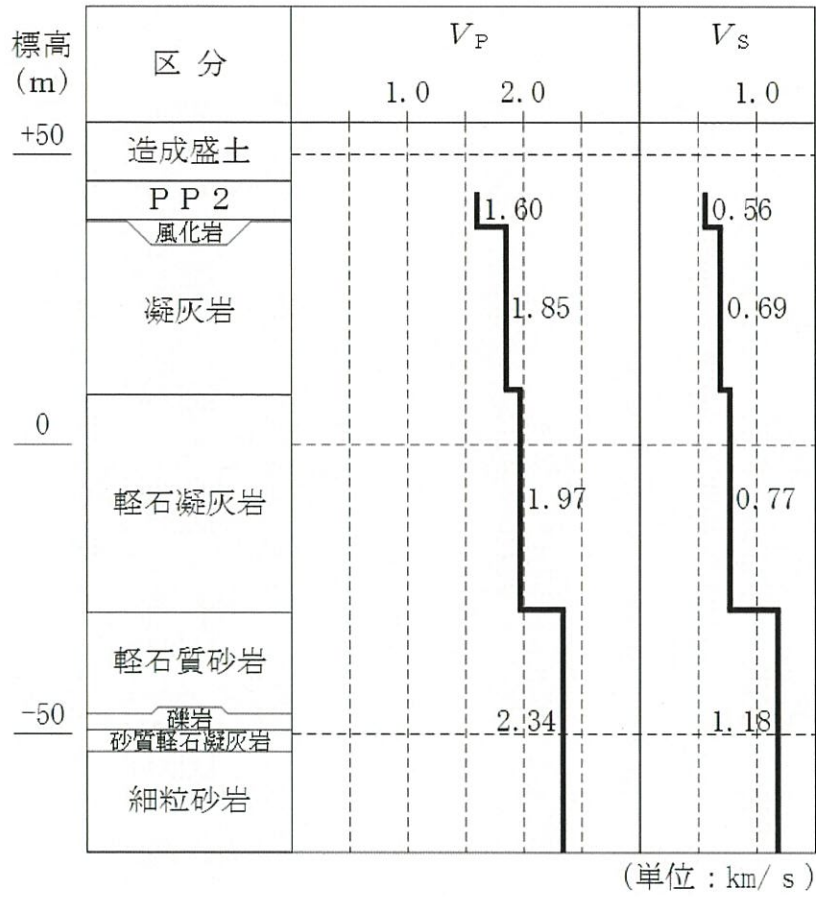 標高
(m)
区 分
VP
VS
1.0 2.0
1.0
+50
造成盛土
PP2
1.60
0.56
風化岩
凝灰岩
1.85
0.69
0
軽石凝灰岩
1.97
0.77
軽石質砂岩
-50
礫岩
2.34
1.18
砂質軽石凝灰岩
細粒砂岩
(単位：km/s)